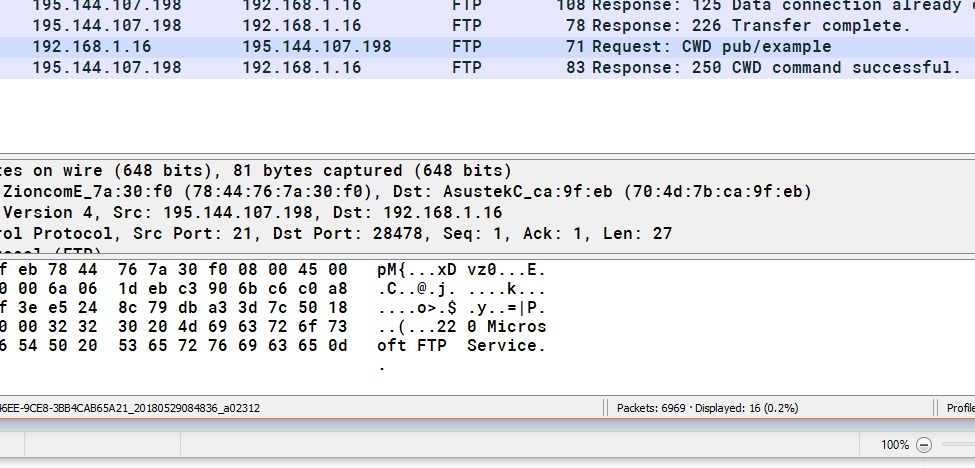 195.144.107.198 192.168.1.16 FTP 108 Response: 125 Data connection already
195.144.107.198 192.168.1.16 FTP 78 Response: 226 Transfer complete.
192.168.1.16 195.144.107.198 FTP 71 Request: CWD pub/example
195.144.107.198 192.168.1.16 FTP 83 Response: 250 CWD command successful.
tes on wire (648 bits), 81 bytes captured (648 bits)
ZioncomE_7a:30:f0 (78:44:76:7a:30:f0), Dst: AsustekC_ca:9f:eb (70:4d:7b:ca:9f:eb)
Version 4, Src: 195.144.107.198, Dst: 192.168.1.16
rol Protocol, Src Port: 21, Dst Port: 28478, Seq: 1, Ack: 1, Len: 27
f eb 78 44 76 7a 30 f0 08 00 45 00 pM{...xD vz0...E.
0 00 6a 06 1d eb c3 90 6b c6 c0 a8 .C..@.j. ....k...
f 3e e5 24 8c 79 db a3 3d 7c 50 18 ....o>.$ .y..=|P.
0 00 32 32 30 20 4d 69 63 72 6f 73 ..(...22 0 Micros
6 54 50 20 53 65 72 76 69 63 65 0d oft FTP Service.
.
46EE-9CE8-3BB4CAB65A21_20180529084836_a02312 Packets: 6969 · Displayed: 16 (0.2%) Profile
100%